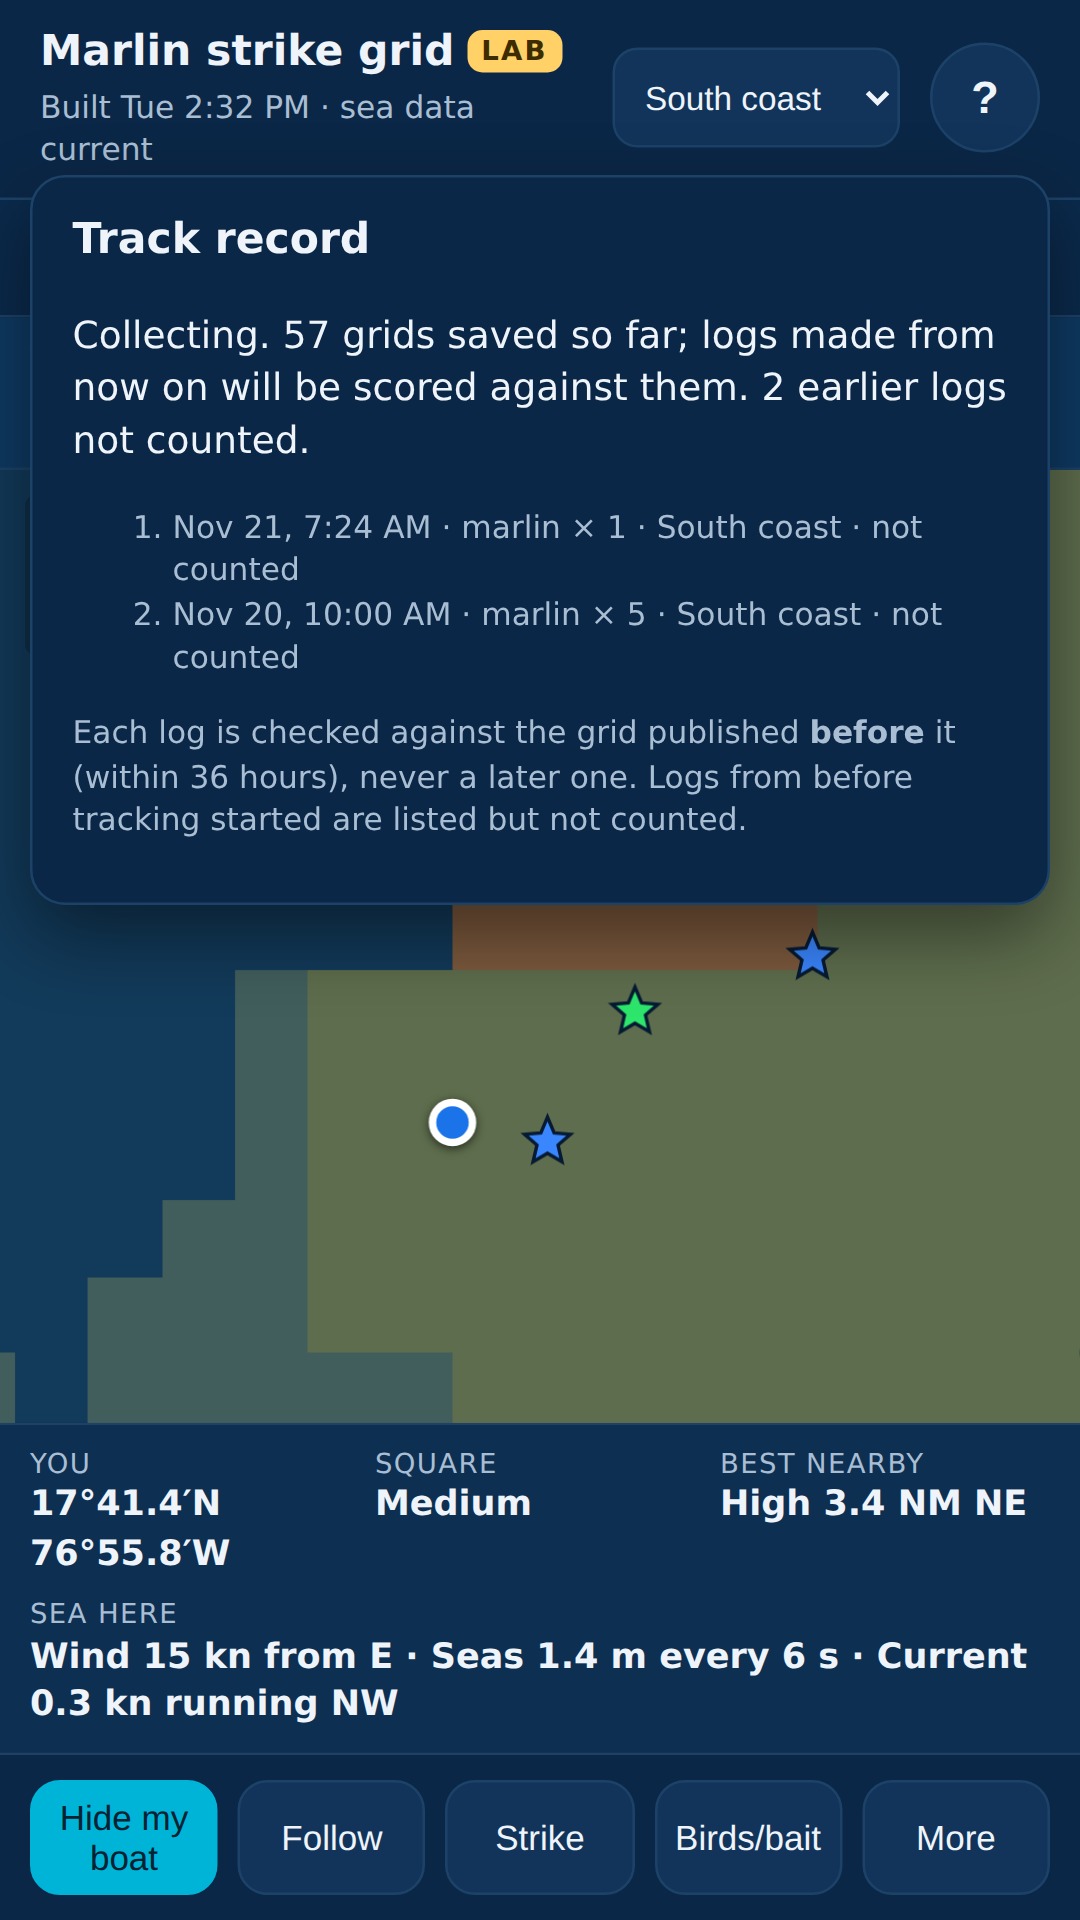 Marlin strike grid LAB
Built Tue 2:32 PM · sea data
current
South coast
?
Track record
Collecting. 57 grids saved so far; logs made from
now on will be scored against them. 2 earlier logs
not counted.
1. Nov 21, 7:24 AM · marlin × 1 · South coast · not
counted
2. Nov 20, 10:00 AM · marlin × 5 · South coast · not
counted
Each log is checked against the grid published before it
(within 36 hours), never a later one. Logs from before
tracking started are listed but not counted.
YOU
17°41.4′N
76°55.8′W
SQUARE
Medium
BEST NEARBY
High 3.4 NM NE
SEA HERE
Wind 15 kn from E · Seas 1.4 m every 6 s · Current
0.3 kn running NW
Hide my
boat
Follow
Strike
Birds/bait
More